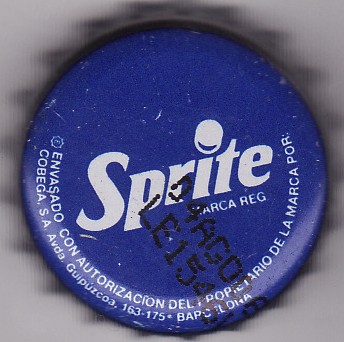 Sprite
MARCA REG
ENVASADO CON AUTORIZACION DEL PROPIETARIO DE LA MARCA POR:
COBEGA, S.A. Avda. Guipúzcoa, 163-175 BARCELONA